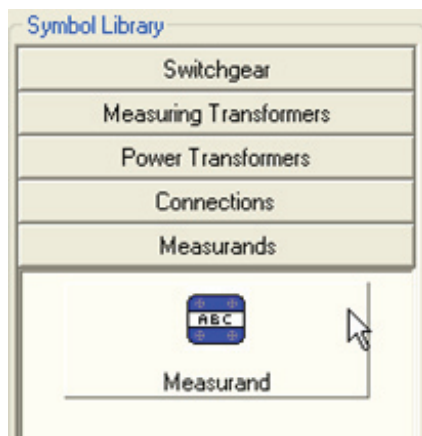 Symbol Library
Switchgear
Measuring Transformers
Power Transformers
Connections
Measurands
ABC
Measurand